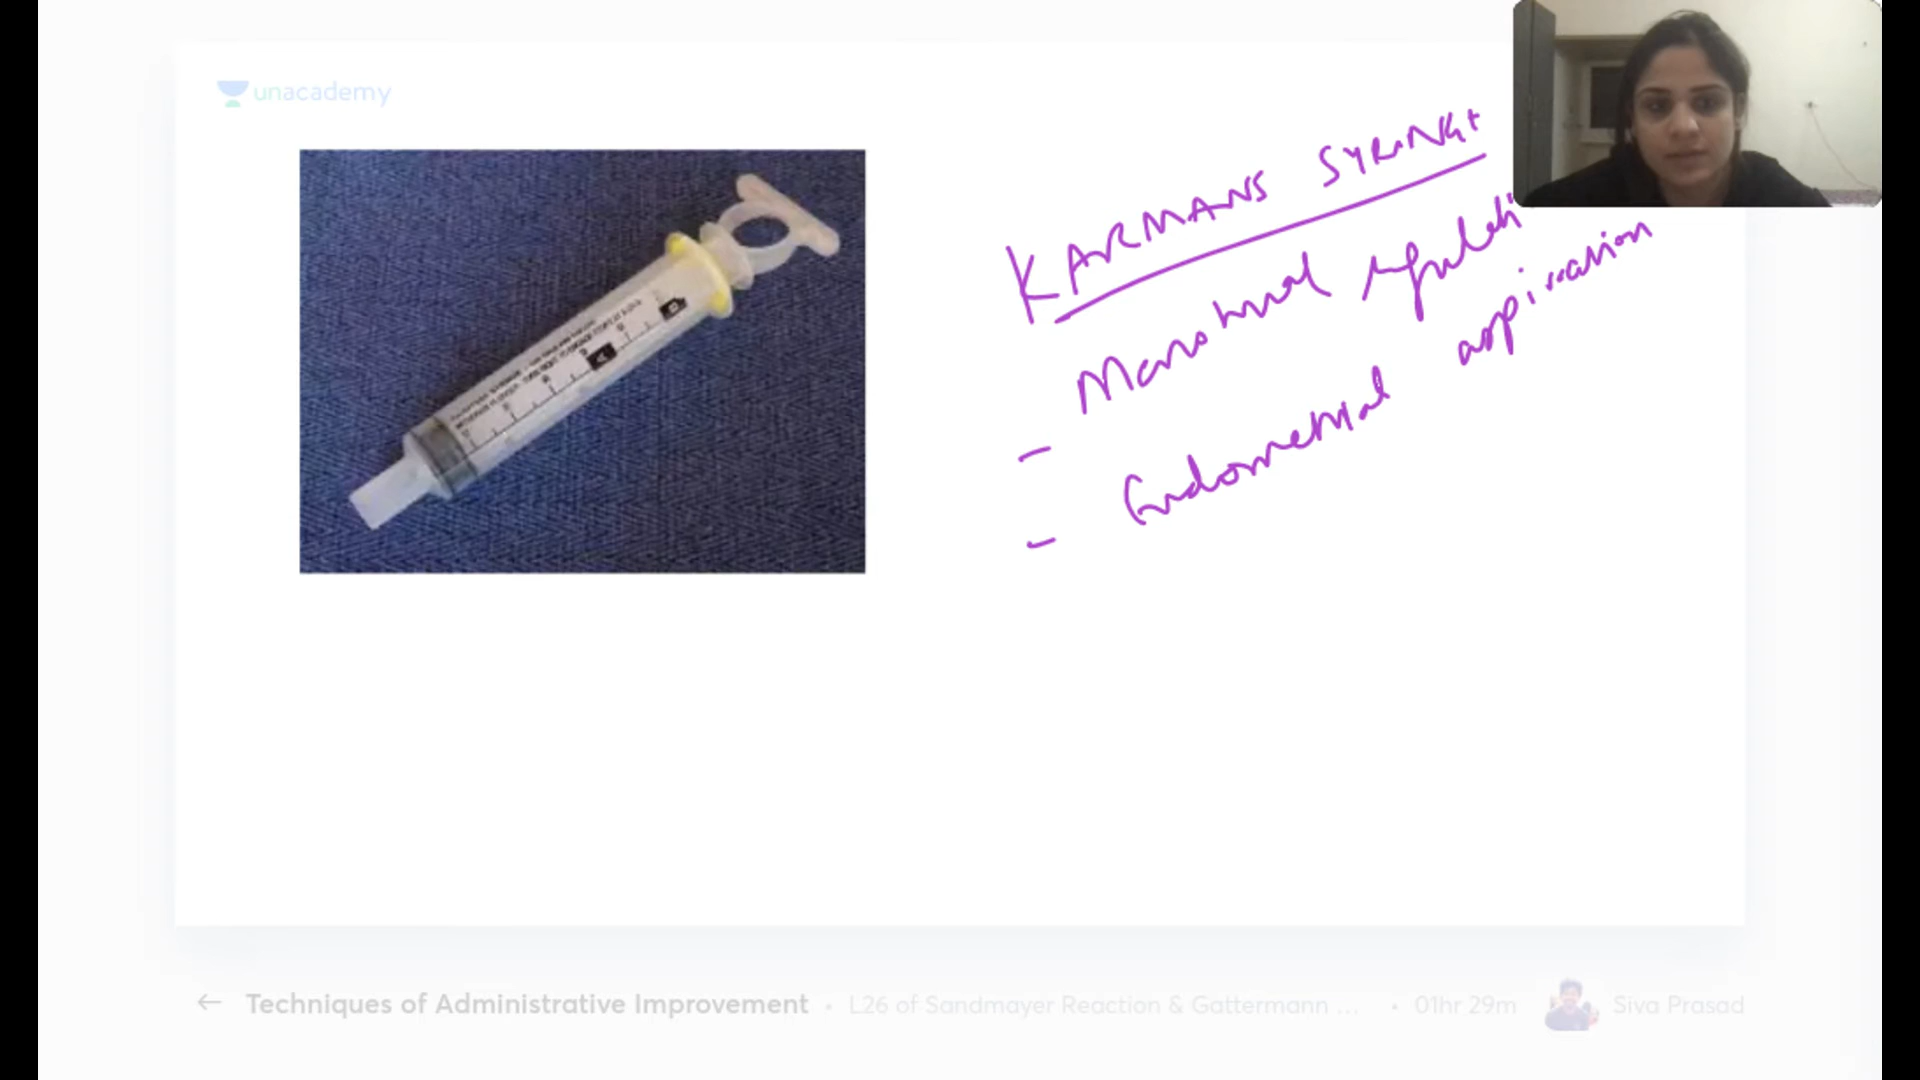 unacademy
KARMANS SYRINGE
Menstrual regulati
- Endometrial aspiration
-
A
B
Techniques of Administrative Improvement • L26 of Sandmayer Reaction & Gattermann ... • 01hr 29m Siva Prasad